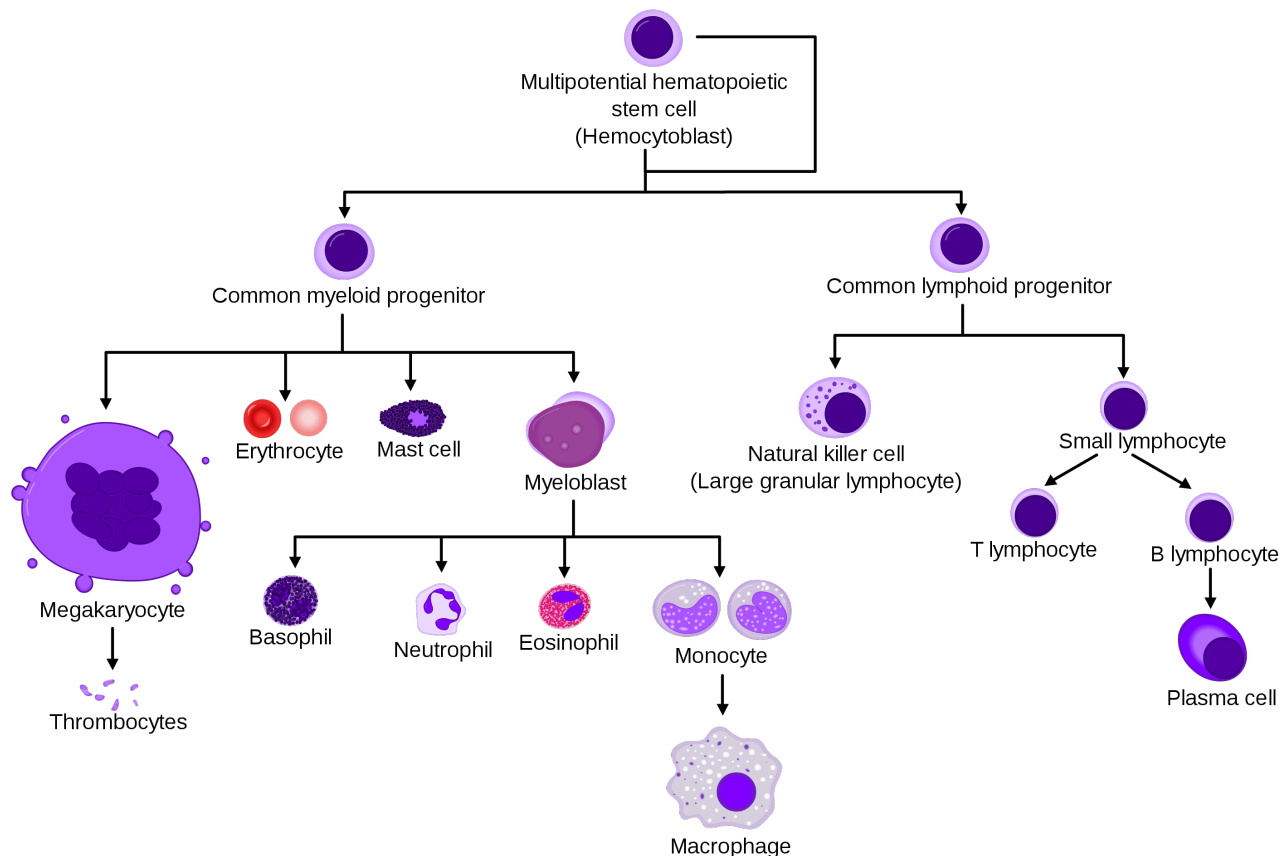 Multipotential hematopoietic
stem cell
(Hemocytoblast)
Common myeloid progenitor
Common lymphoid progenitor
Erythrocyte
Mast cell
Myeloblast
Natural killer cell
(Large granular lymphocyte)
Small lymphocyte
T lymphocyte
B lymphocyte
Megakaryocyte
Basophil
Neutrophil
Eosinophil
Monocyte
Plasma cell
Thrombocytes
Macrophage